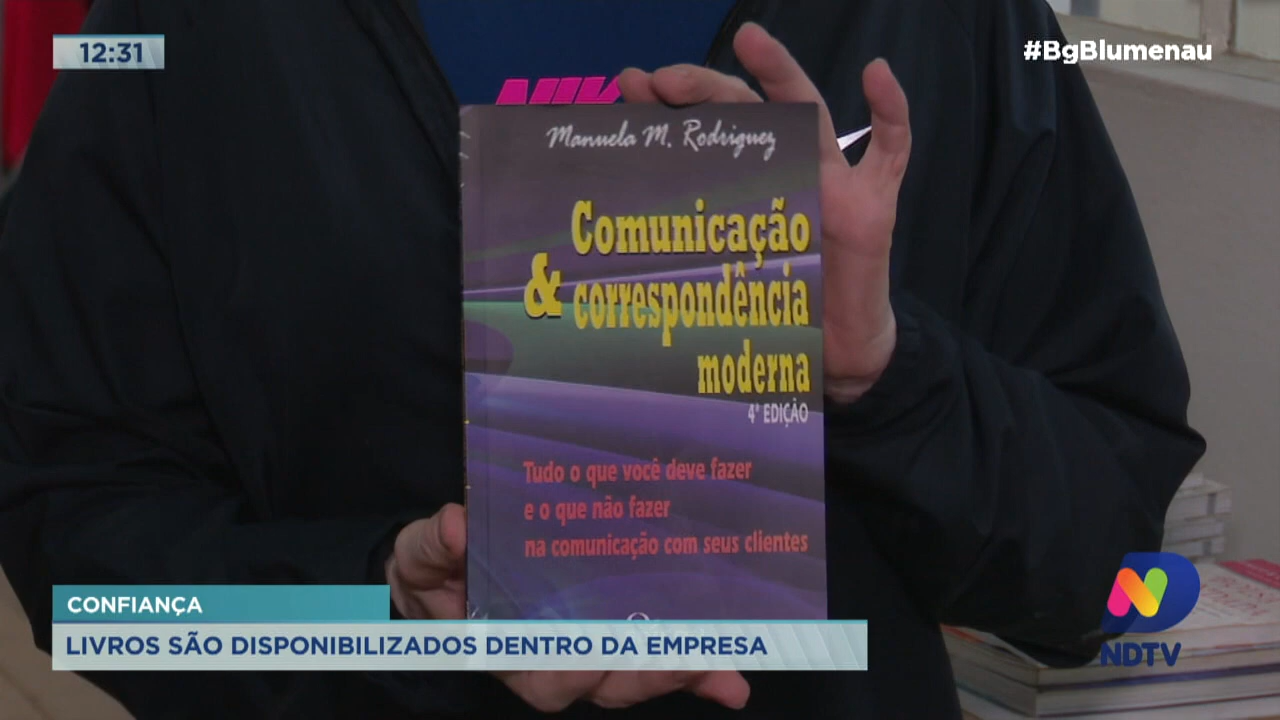 12:31
#BgBlumenau
Manuela M. Rodriguez
Comunicação
& correspondência
moderna
4ª EDIÇÃO
Tudo o que você deve fazer
e o que não fazer
na comunicação com seus clientes
CONFIANÇA
LIVROS SÃO DISPONIBILIZADOS DENTRO DA EMPRESA
NDTV